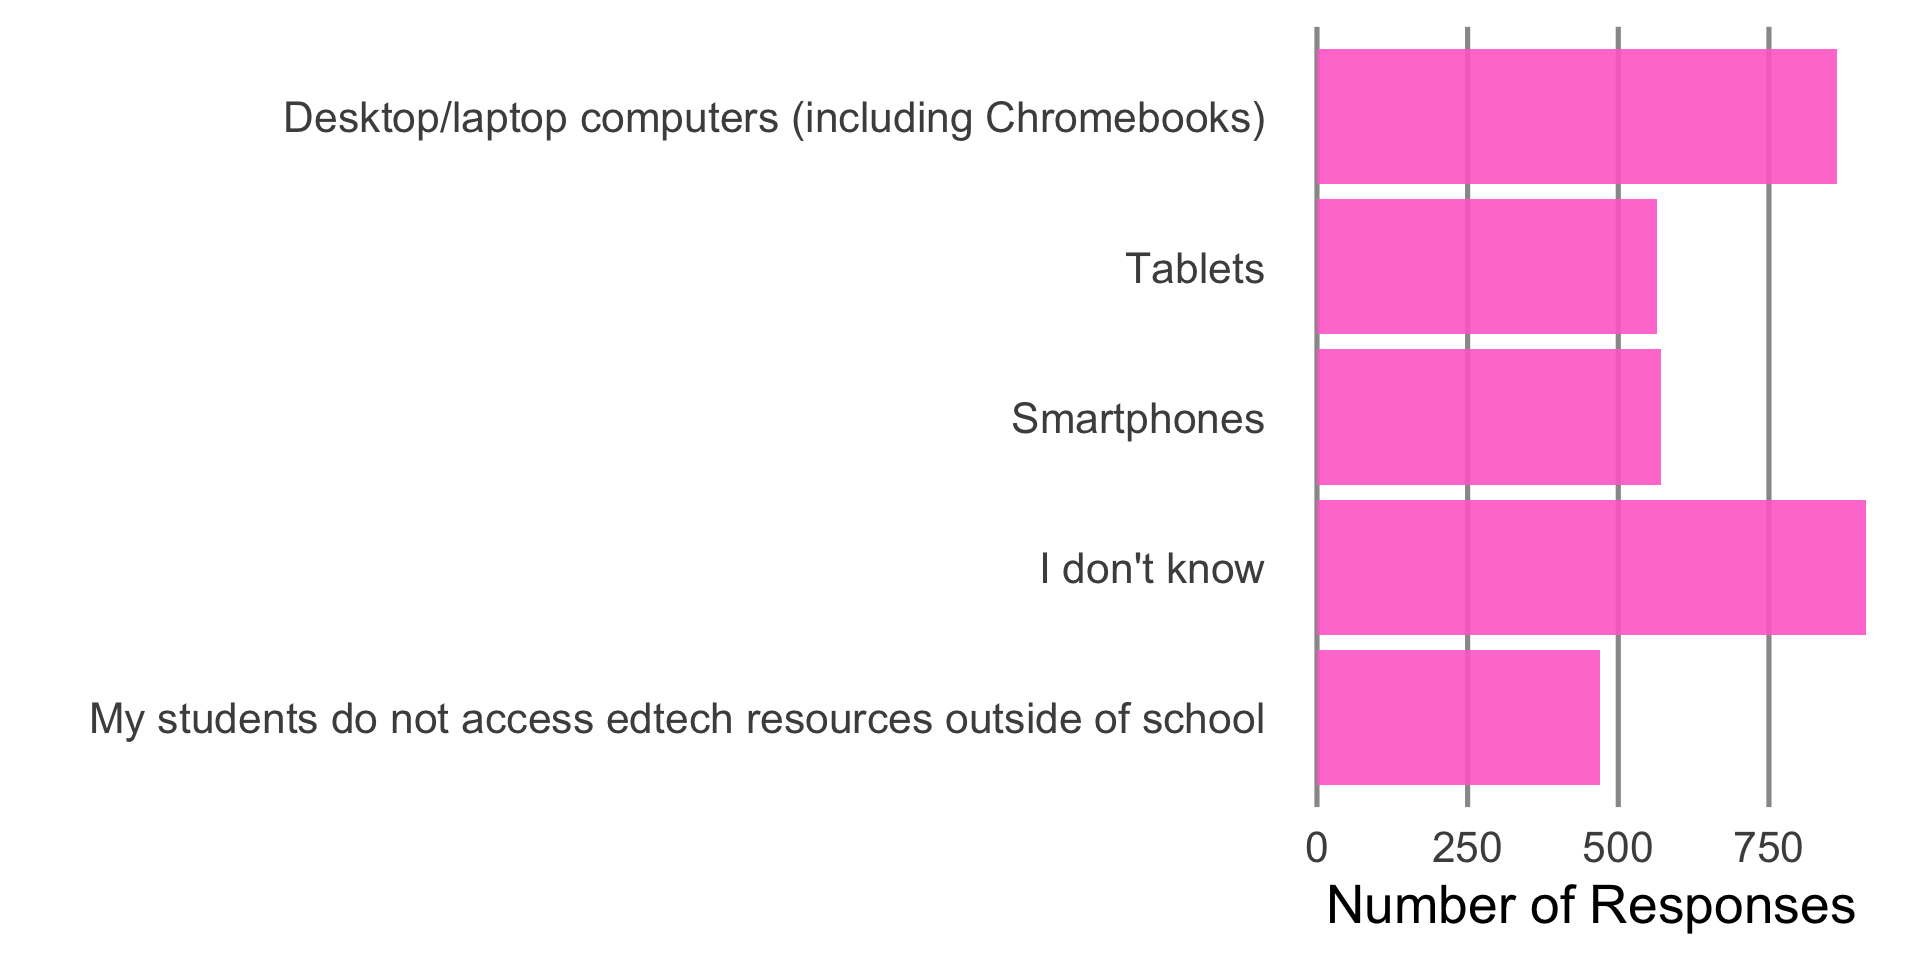 Desktop/laptop computers (including Chromebooks)
Tablets
Smartphones
I don't know
My students do not access edtech resources outside of school
0 250 500 750
Number of Responses